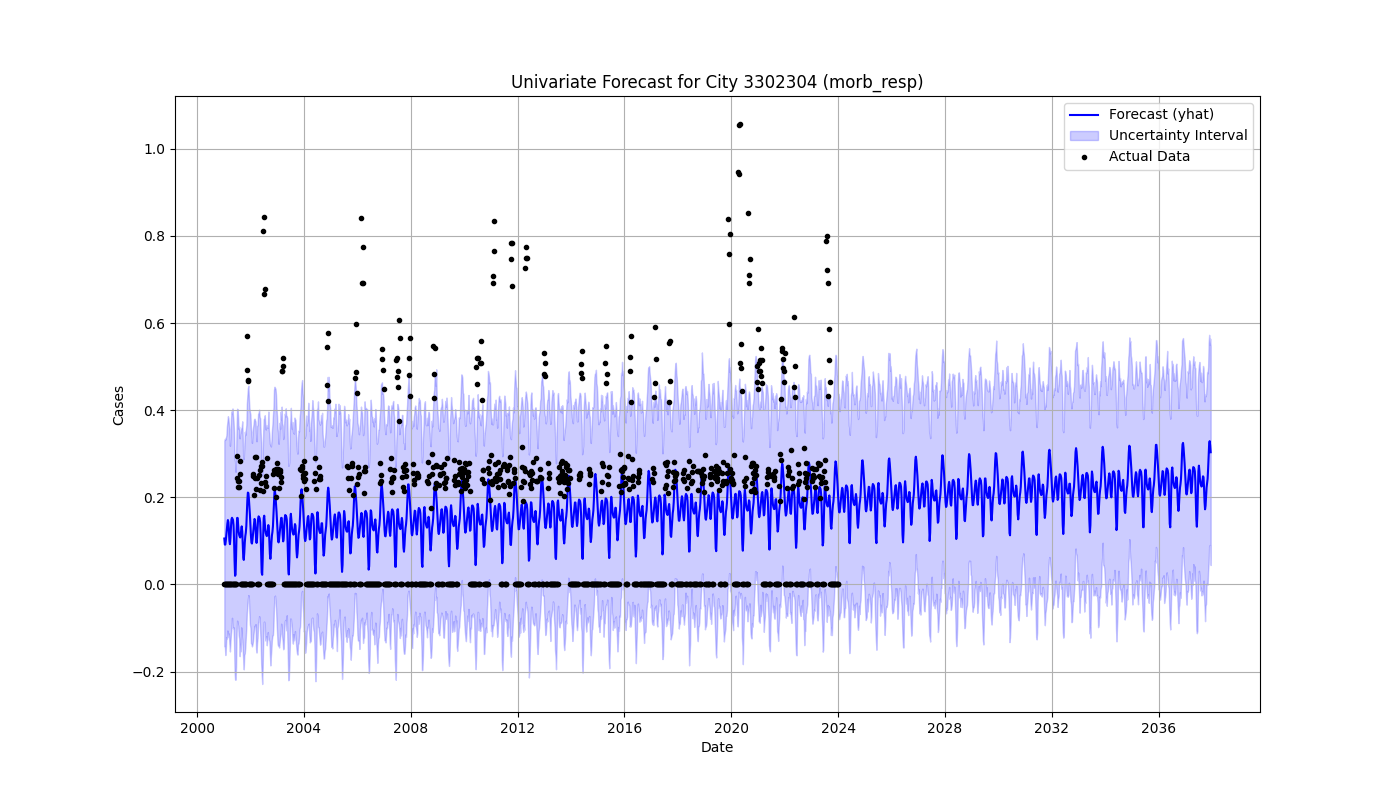 Univariate Forecast for City 3302304 (morb_resp)
Forecast (yhat)
Uncertainty Interval
Actual Data
Cases
1.0
0.8
0.6
0.4
0.2
0.0
−0.2
2000 2004 2008 2012 2016 2020 2024 2028 2032 2036
Date